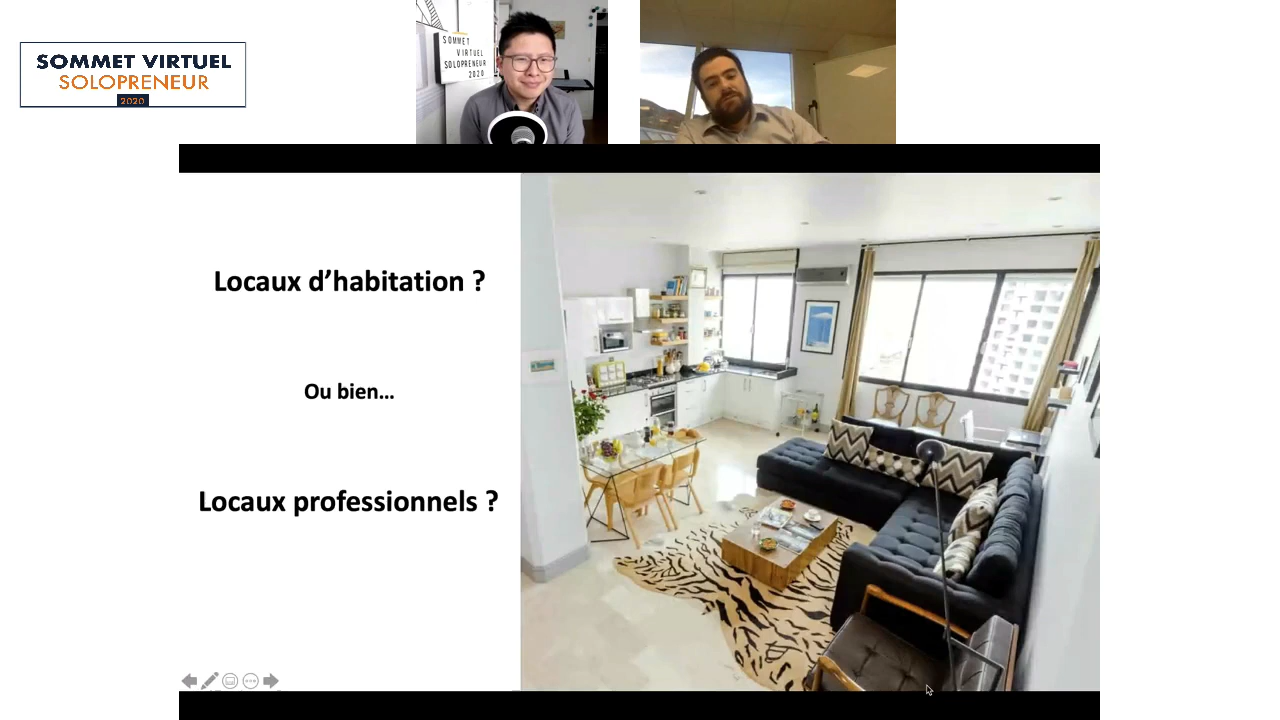 SOMMET VIRTUEL
SOLOPRENEUR
2020
SOMMET
VIRTUEL
SOLOPRENEUR
2020
Locaux d’habitation ?
Ou bien...
Locaux professionnels ?